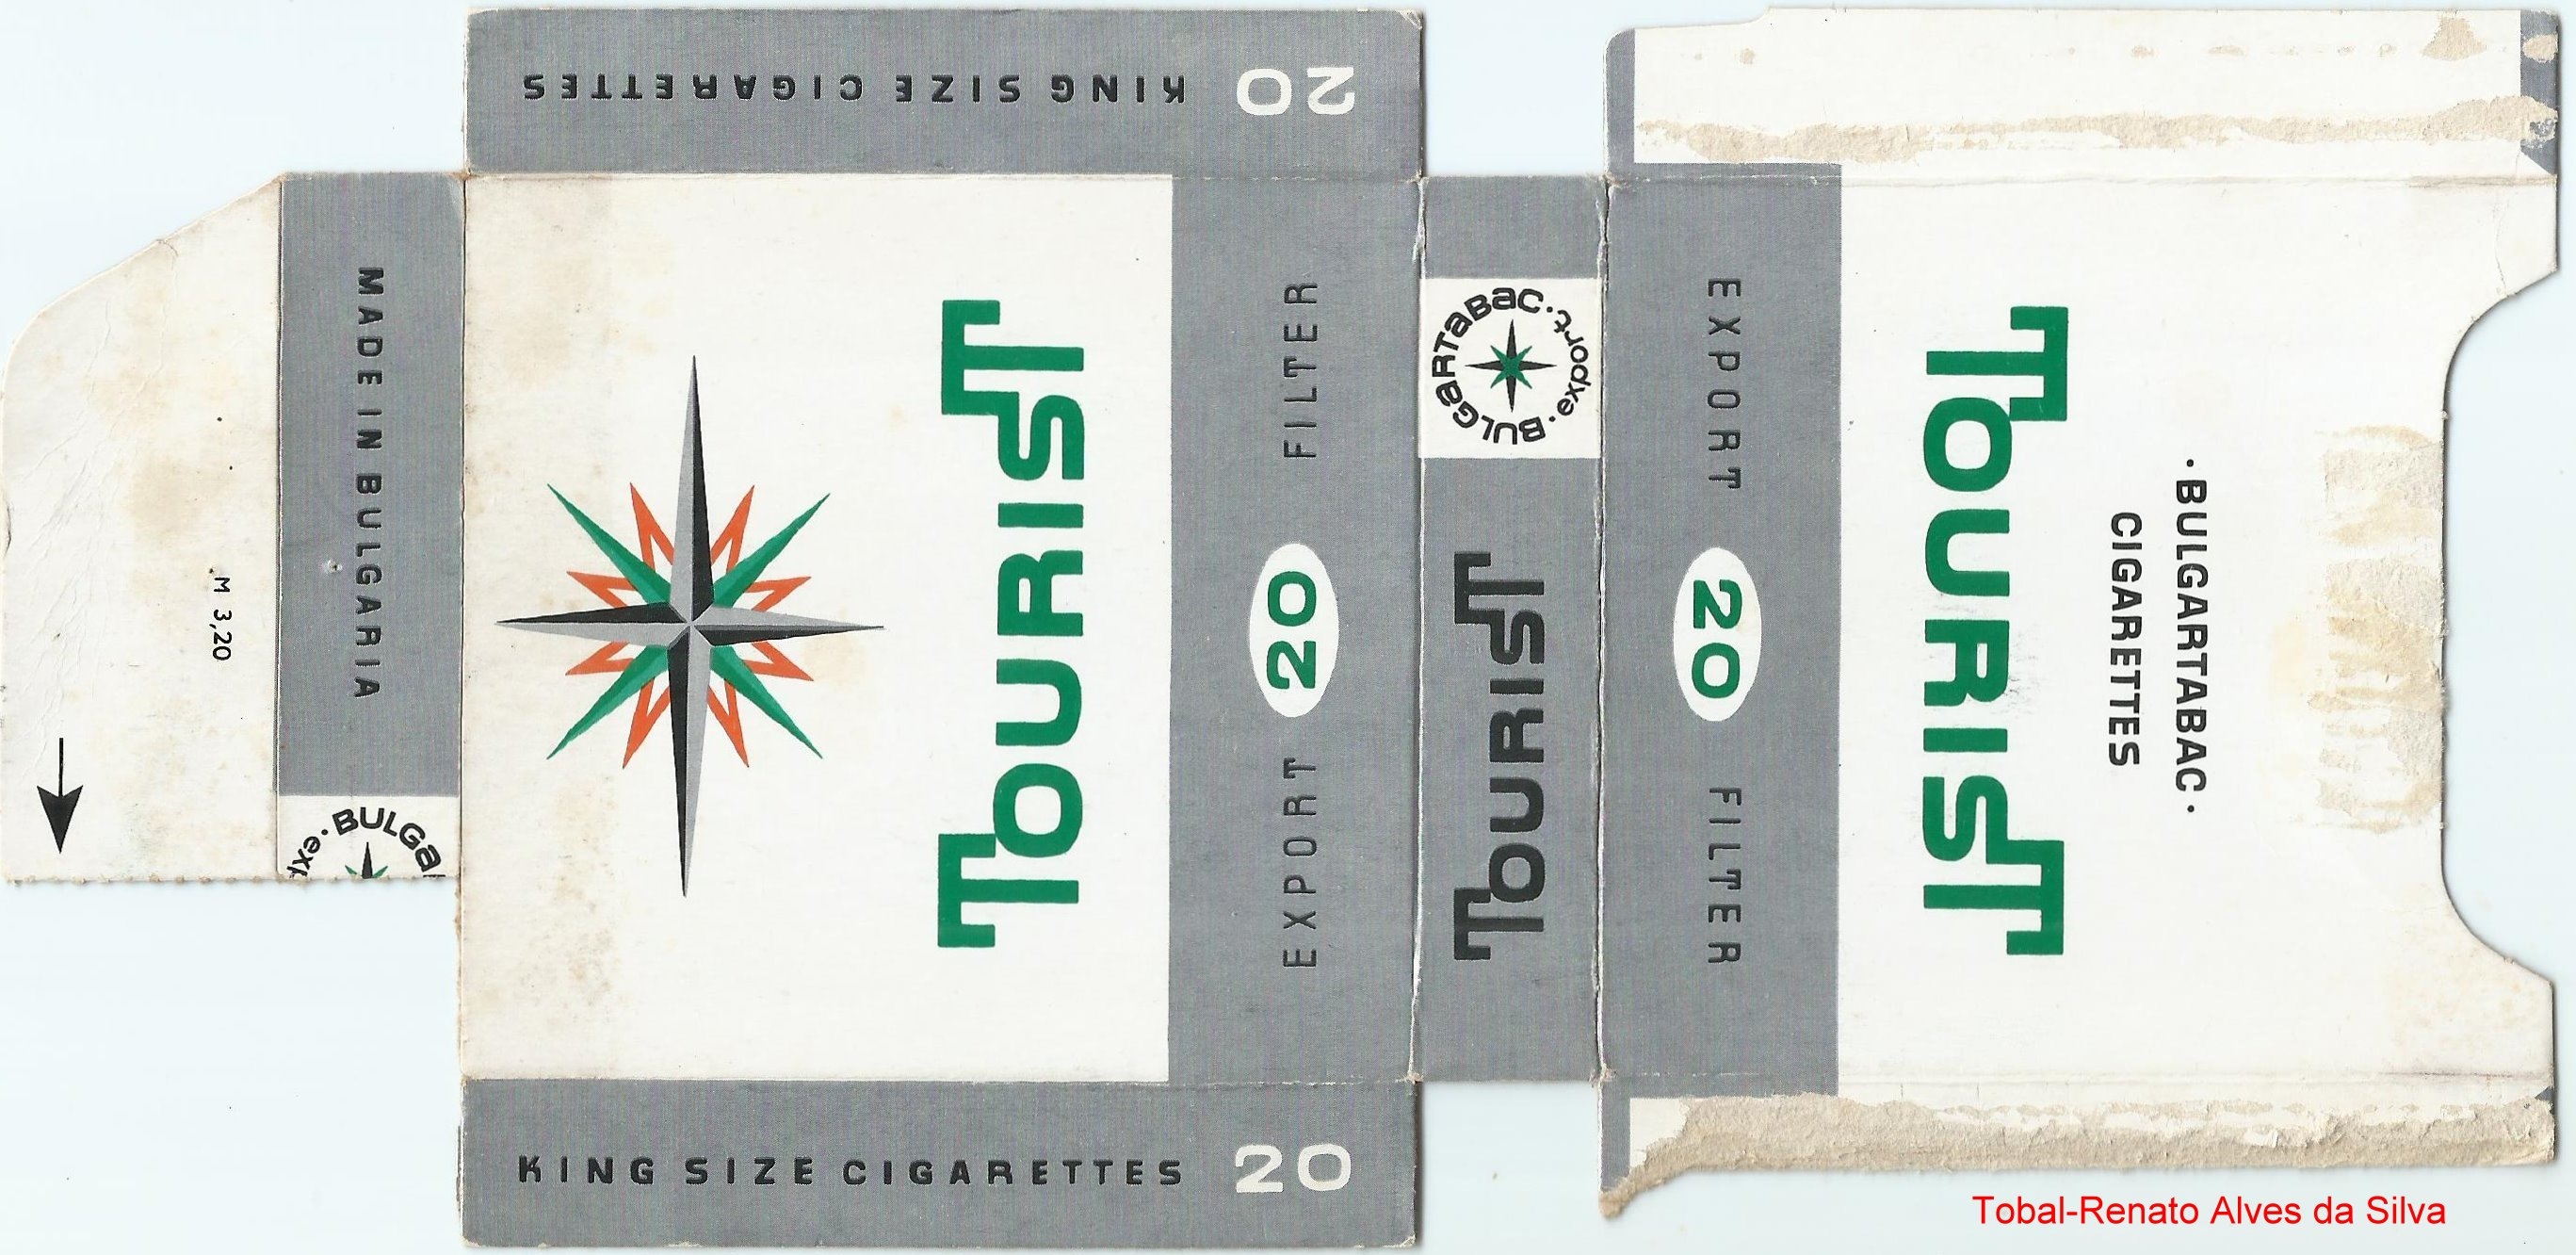 KING SIZE CIGARETTES 20
MADE IN BULGARIA
M 3,20
·BULGa
exp
TOURIST
EXPORT 20 FILTER
BULGaRTaBaC · export ·
TOURIST
EXPORT 20 FILTER
TOURIST
·BULGARTABAC·
CIGARETTES
KING SIZE CIGARETTES 20
Tobal-Renato Alves da Silva